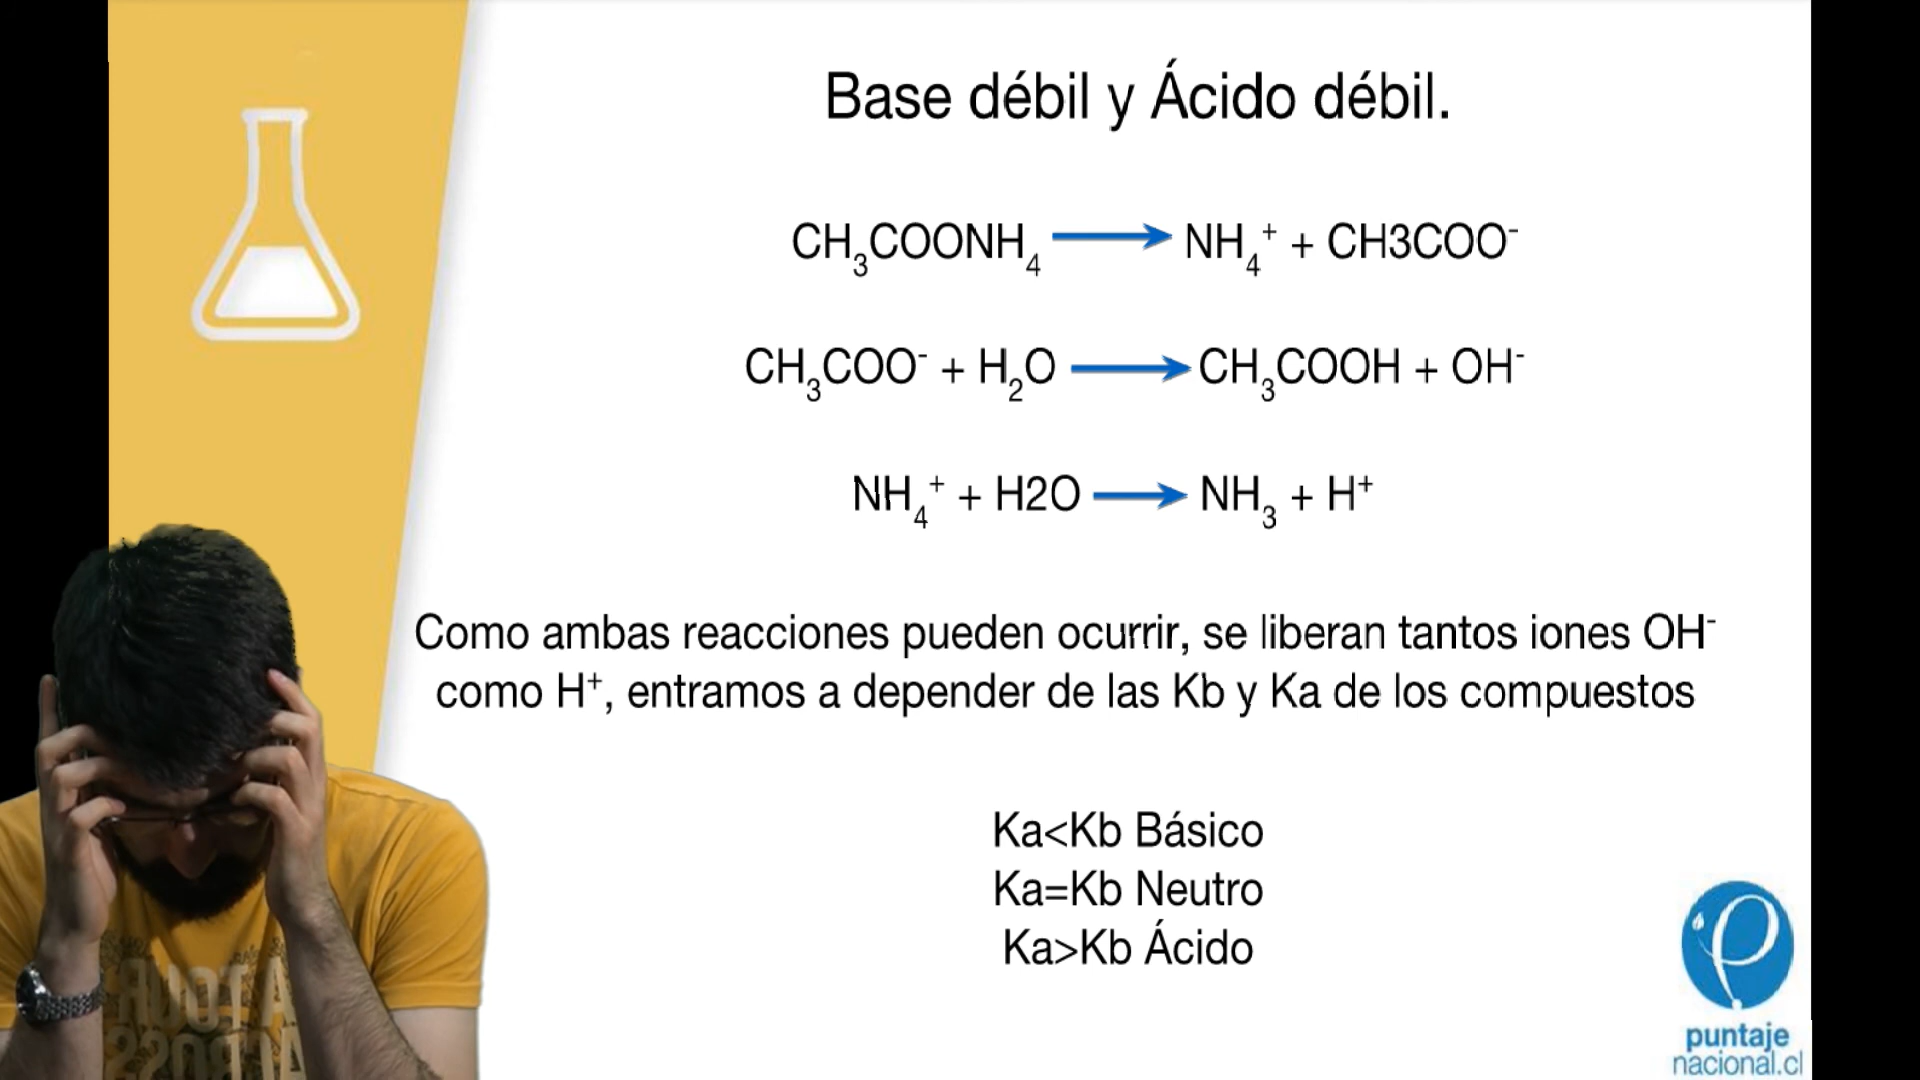 Base débil y Ácido débil.
CH₃COONH₄ → NH₄⁺ + CH3COO⁻
CH₃COO⁻ + H₂O → CH₃COOH + OH⁻
NH₄⁺ + H2O → NH₃ + H⁺
Como ambas reacciones pueden ocurrir, se liberan tantos iones OH⁻
como H⁺, entramos a depender de las Kb y Ka de los compuestos
Ka<Kb Básico
Ka=Kb Neutro
Ka>Kb Ácido
puntaje
nacional.cl